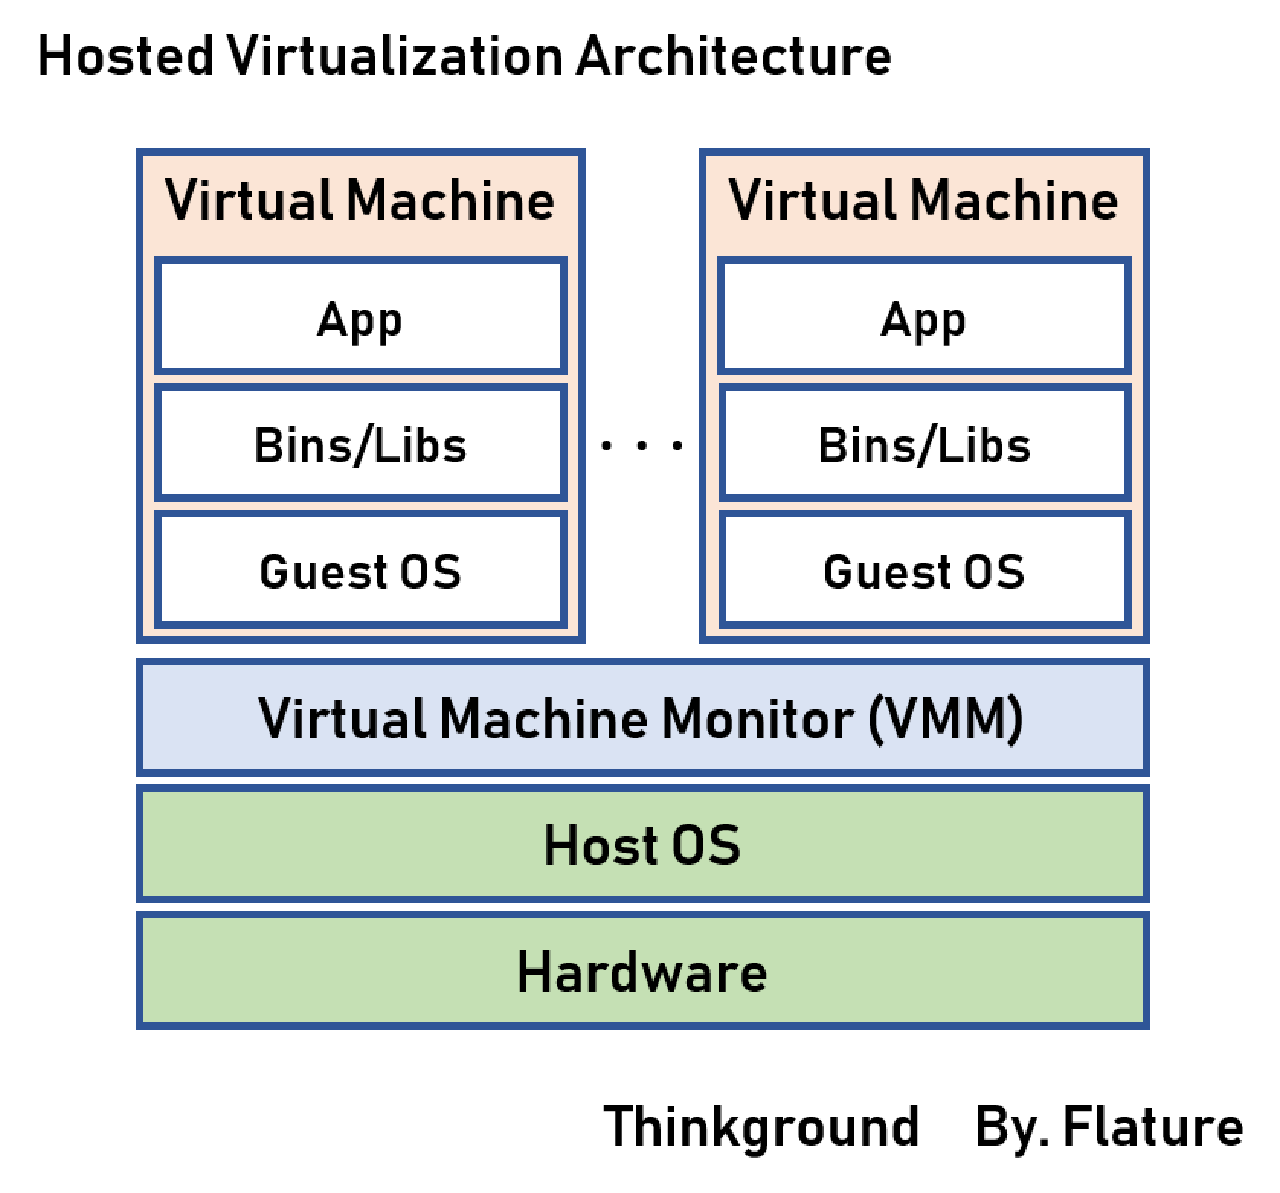 Hosted Virtualization Architecture
Virtual Machine
App
Bins/Libs
Guest OS
. . .
Virtual Machine
App
Bins/Libs
Guest OS
Virtual Machine Monitor (VMM)
Host OS
Hardware
Thinkground By. Flature